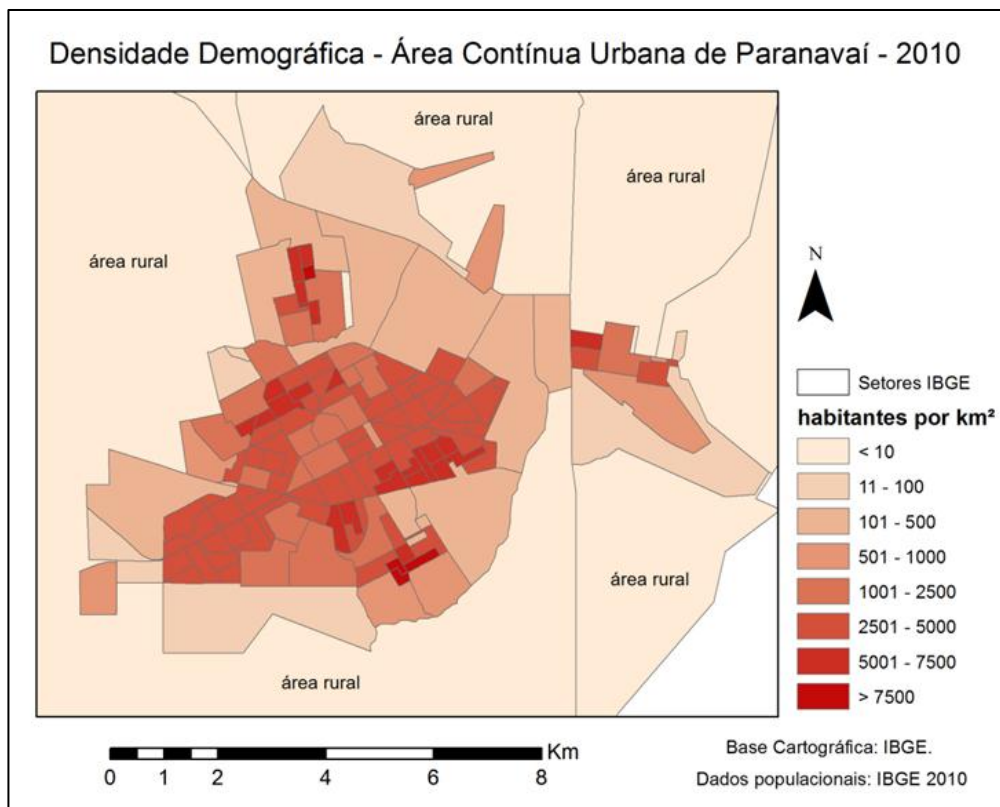 Densidade Demográfica - Área Contínua Urbana de Paranavaí - 2010
área rural
área rural
área rural
área rural
área rural
N
Setores IBGE
habitantes por km²
< 10
11 - 100
101 - 500
501 - 1000
1001 - 2500
2501 - 5000
5001 - 7500
> 7500
Km
0 1 2 4 6 8
Base Cartográfica: IBGE.
Dados populacionais: IBGE 2010